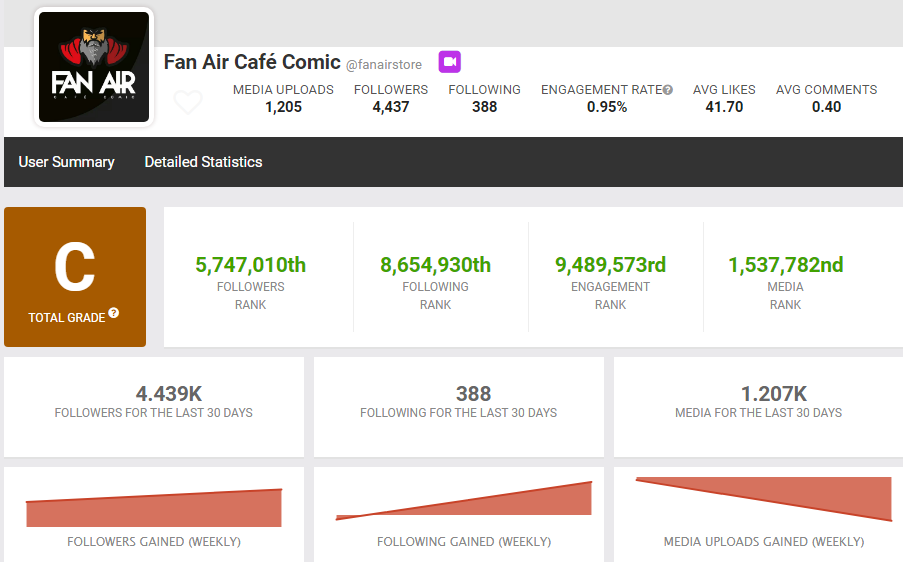 FAN AIR
CAFÉ COMIC
Fan Air Café Comic @fanairstore
MEDIA UPLOADS
1,205
FOLLOWERS
4,437
FOLLOWING
388
ENGAGEMENT RATE?
0.95%
AVG LIKES
41.70
AVG COMMENTS
0.40
User Summary
Detailed Statistics
C
TOTAL GRADE ?
5,747,010th
FOLLOWERS
RANK
8,654,930th
FOLLOWING
RANK
9,489,573rd
ENGAGEMENT
RANK
1,537,782nd
MEDIA
RANK
4.439K
FOLLOWERS FOR THE LAST 30 DAYS
388
FOLLOWING FOR THE LAST 30 DAYS
1.207K
MEDIA FOR THE LAST 30 DAYS
FOLLOWERS GAINED (WEEKLY)
FOLLOWING GAINED (WEEKLY)
MEDIA UPLOADS GAINED (WEEKLY)